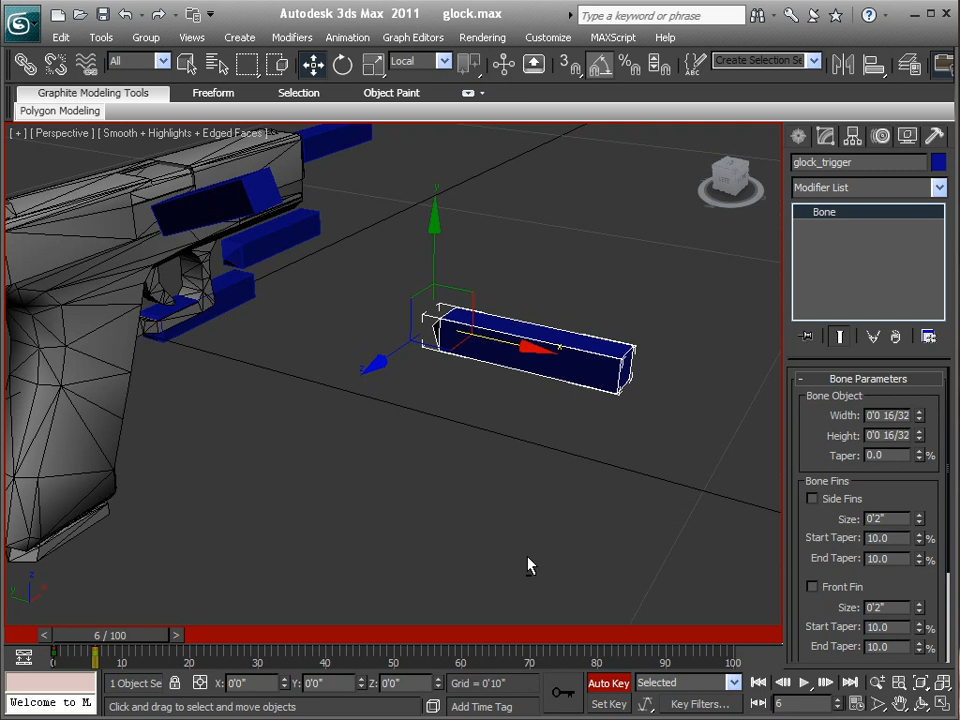 Autodesk 3ds Max 2011 glock.max
Type a keyword or phrase
Edit Tools Group Views Create Modifiers Animation Graph Editors Rendering Customize MAXScript Help
All Local Create Selection Se
Graphite Modeling Tools Freeform Selection Object Paint
Polygon Modeling
[ + ] [ Perspective ] [ Smooth + Highlights + Edged Faces ]
glock_trigger
Modifier List
Bone
Bone Parameters
Bone Object
Width: 0'0 16/32
Height: 0'0 16/32
Taper: 0.0 %
Bone Fins
Side Fins
Size: 0'2"
Start Taper: 10.0 %
End Taper: 10.0 %
Front Fin
Size: 0'2"
Start Taper: 10.0 %
End Taper: 10.0 %
y
x
z
z
x
y
< 6 / 100 >
0 10 20 30 40 50 60 70 80 90 100
1 Object Se X: 0'0" Y: 0'0" Z: 0'0" Grid = 0'10" Auto Key Selected
Welcome to M Click and drag to select and move objects Add Time Tag Set Key Key Filters... 6